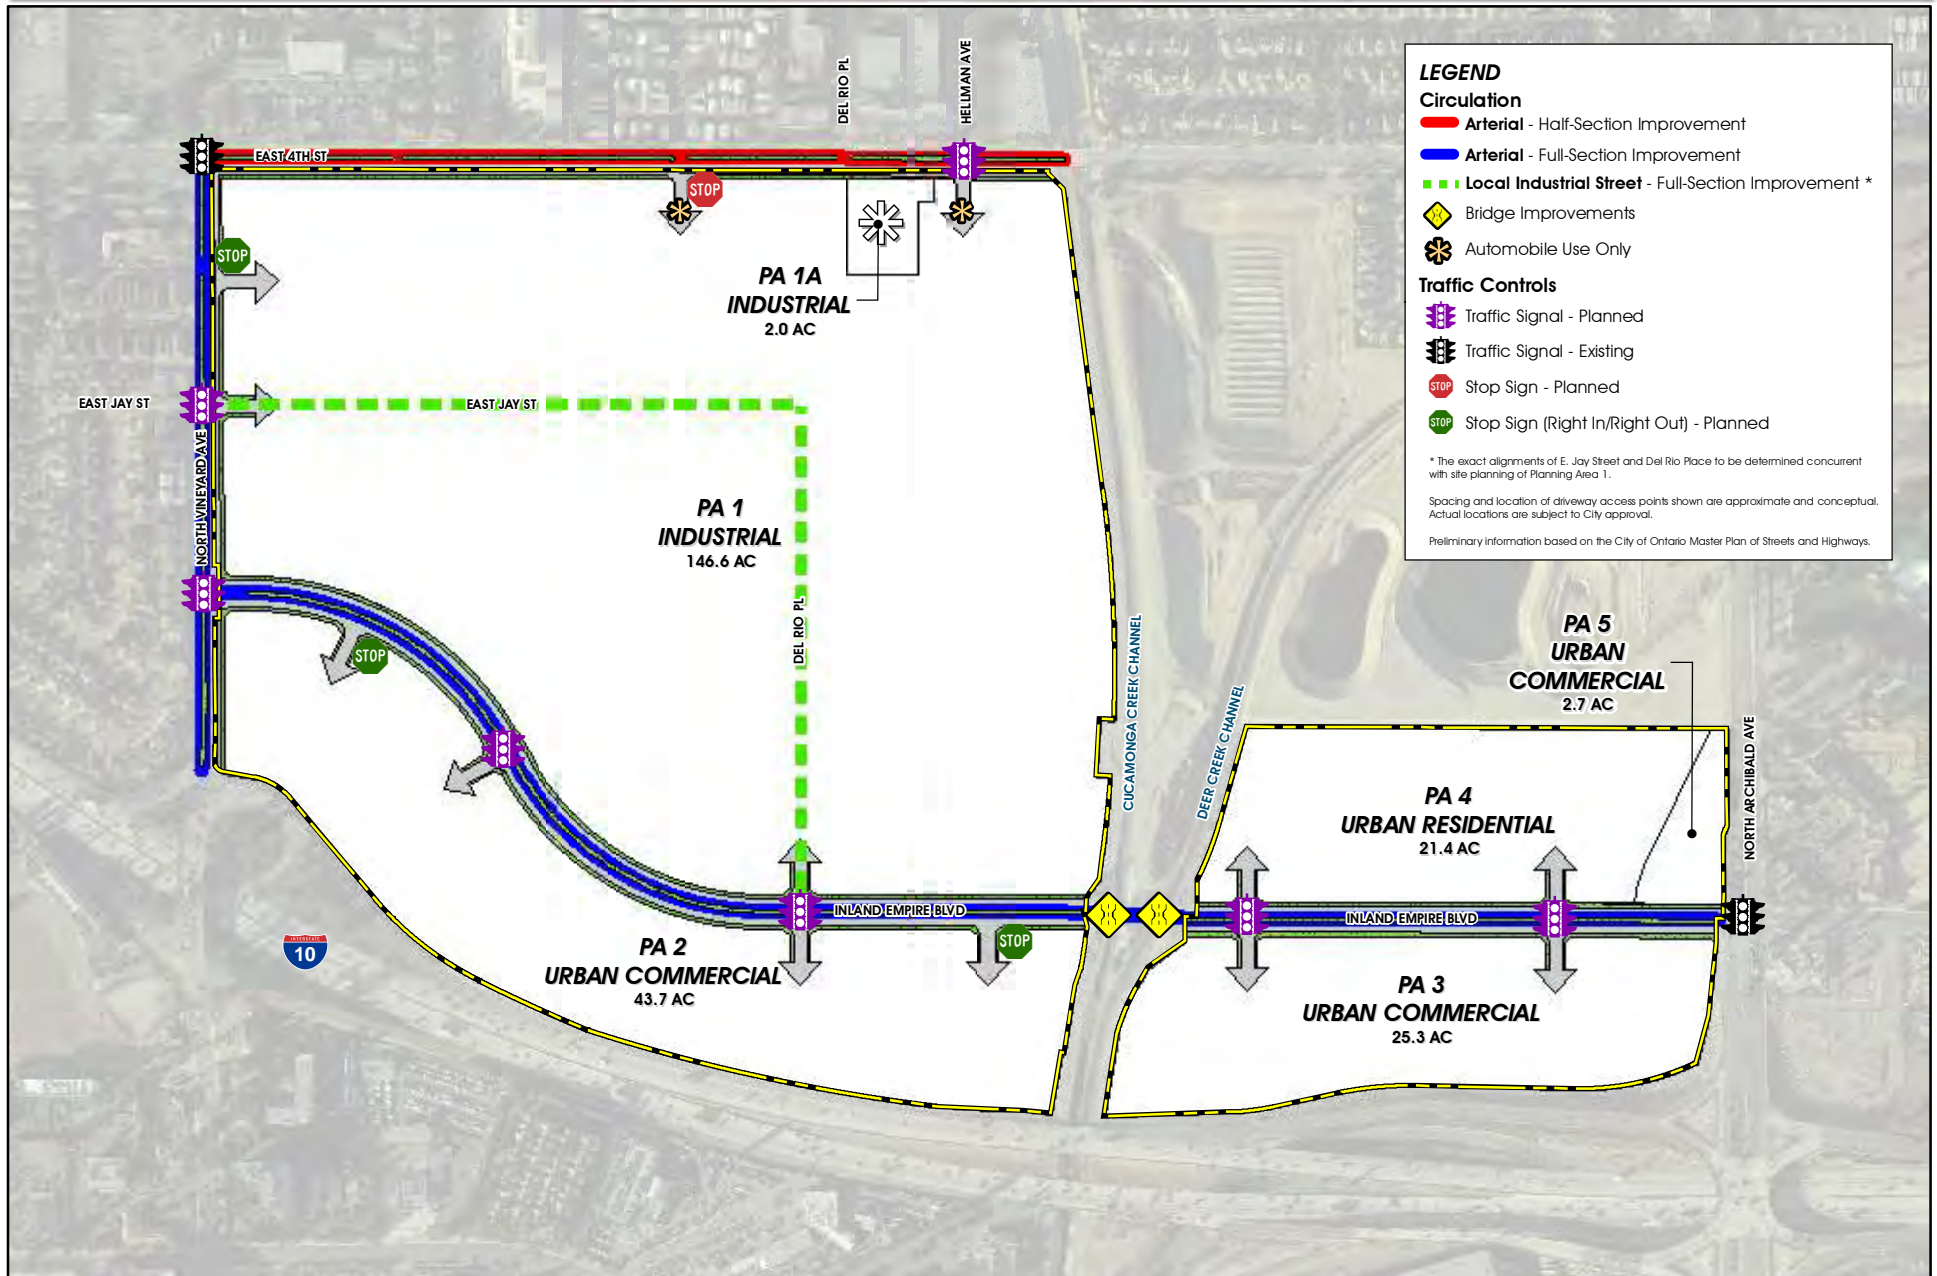 DEL RIO PL
HELLMAN AVE
EAST 4TH ST
STOP
STOP
PA 1A
INDUSTRIAL
2.0 AC
EAST JAY ST
EAST JAY ST
NORTH VINEYARD AVE
PA 1
INDUSTRIAL
146.6 AC
DEL RIO PL
STOP
CUCAMONGA CREEK CHANNEL
DEER CREEK CHANNEL
PA 5
URBAN
COMMERCIAL
2.7 AC
NORTH ARCHIBALD AVE
PA 4
URBAN RESIDENTIAL
21.4 AC
INLAND EMPIRE BLVD
INLAND EMPIRE BLVD
STOP
INTERSTATE
10
PA 2
URBAN COMMERCIAL
43.7 AC
PA 3
URBAN COMMERCIAL
25.3 AC
LEGEND
Circulation
Arterial - Half-Section Improvement
Arterial - Full-Section Improvement
Local Industrial Street - Full-Section Improvement *
Bridge Improvements
Automobile Use Only
Traffic Controls
Traffic Signal - Planned
Traffic Signal - Existing
STOP Stop Sign - Planned
STOP Stop Sign (Right In/Right Out) - Planned
* The exact alignments of E. Jay Street and Del Rio Place to be determined concurrent
with site planning of Planning Area 1.
Spacing and location of driveway access points shown are approximate and conceptual.
Actual locations are subject to City approval.
Preliminary information based on the City of Ontario Master Plan of Streets and Highways.